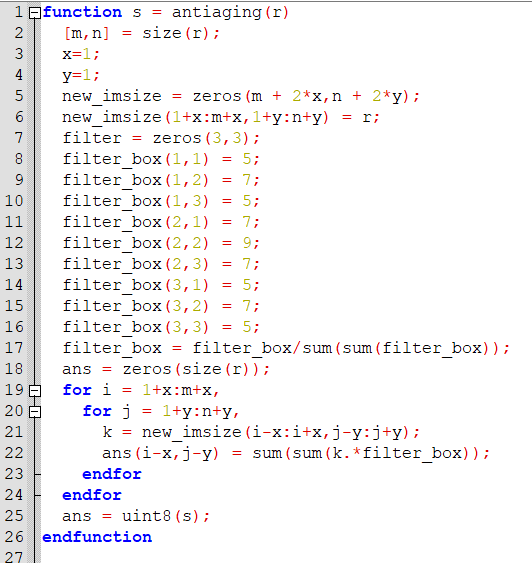 1 function s = antiaging(r)
2 [m,n] = size(r);
3 x=1;
4 y=1;
5 new_imsize = zeros(m + 2*x,n + 2*y);
6 new_imsize(1+x:m+x,1+y:n+y) = r;
7 filter = zeros(3,3);
8 filter_box(1,1) = 5;
9 filter_box(1,2) = 7;
10 filter_box(1,3) = 5;
11 filter_box(2,1) = 7;
12 filter_box(2,2) = 9;
13 filter_box(2,3) = 7;
14 filter_box(3,1) = 5;
15 filter_box(3,2) = 7;
16 filter_box(3,3) = 5;
17 filter_box = filter_box/sum(sum(filter_box));
18 ans = zeros(size(r));
19 for i = 1+x:m+x,
20 for j = 1+y:n+y,
21 k = new_imsize(i-x:i+x,j-y:j+y);
22 ans(i-x,j-y) = sum(sum(k.*filter_box));
23 endfor
24 endfor
25 ans = uint8(s);
26 endfunction
27